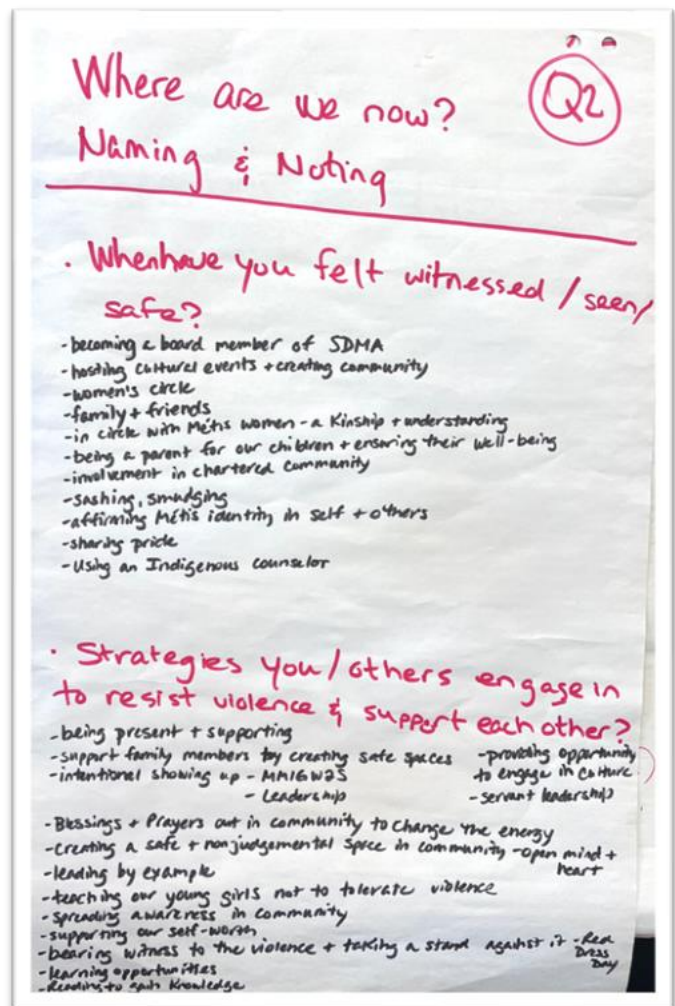 Where are we now?
Q2
Naming & Noting
· When have you felt witnessed / seen/
safe?
- becoming a board member of SDMA
- hosting cultural events + creating community
- women's circle
- family + friends
- in circle with Métis women - a Kinship + understanding
- being a parent for our children + ensuring their well-being
- involvement in chartered community
- sashing, smudging
- affirming Métis identity in self + others
- sharing pride
- Using an Indigenous counselor
· Strategies you / others engage in
to resist violence & support each other?
- being present + supporting
- support family members by creating safe spaces
- intentional showing up - MMIGW2S
- Leadership
- providing opportunity
to engage in culture
- servant leadership
- Blessings + Prayers out in community to change the energy
- creating a safe + nonjudgemental space in community - open mind +
heart
- leading by example
- teaching our young girls not to tolerate violence
- spreading awareness in community
- supporting our self-worth
- bearing witness to the violence + taking a stand against it - Red
Dress
Day
- learning opportunities
- Reading to gain knowledge